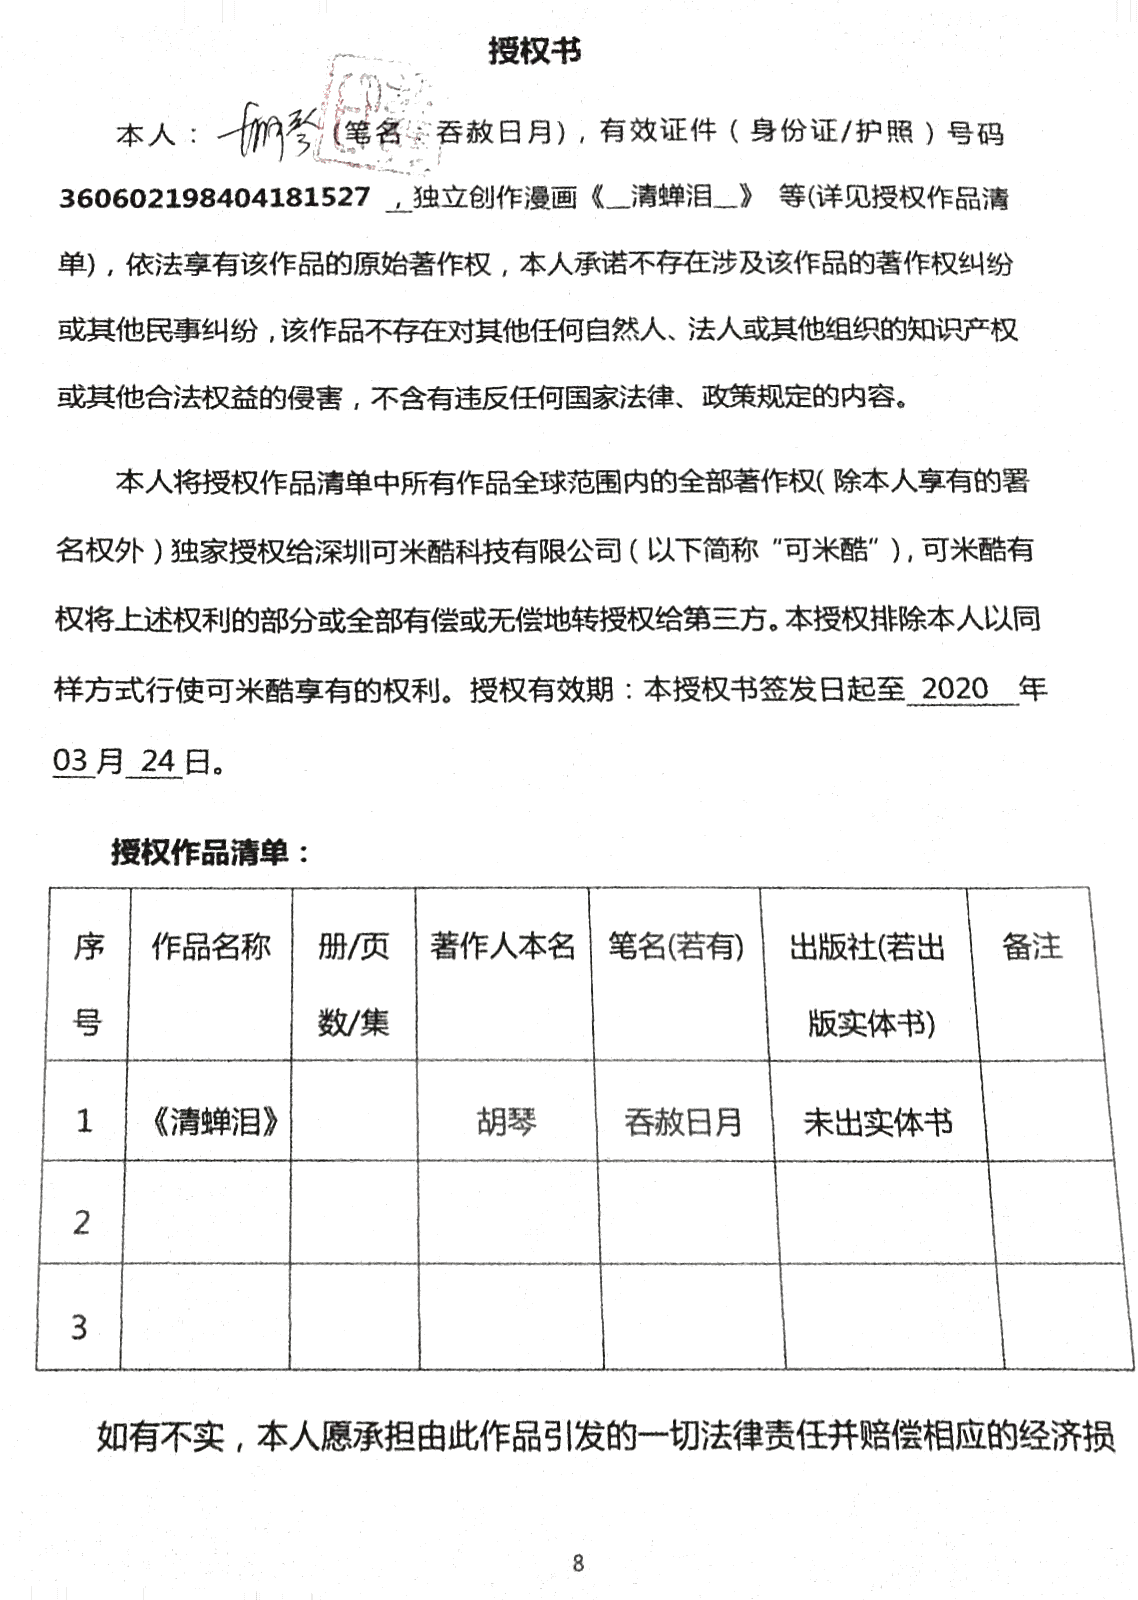 授权书
本人：胡琴（笔名：吞赦日月），有效证件（身份证/护照）号码
360602198404181527 ，独立创作漫画《__清蝉泪__》 等(详见授权作品清
单)，依法享有该作品的原始著作权，本人承诺不存在涉及该作品的著作权纠纷
或其他民事纠纷，该作品不存在对其他任何自然人、法人或其他组织的知识产权
或其他合法权益的侵害，不含有违反任何国家法律、政策规定的内容。
本人将授权作品清单中所有作品全球范围内的全部著作权（除本人享有的署
名权外）独家授权给深圳可米酷科技有限公司（以下简称“可米酷”），可米酷有
权将上述权利的部分或全部有偿或无偿地转授权给第三方。本授权排除本人以同
样方式行使可米酷享有的权利。授权有效期：本授权书签发日起至 2020 年
03 月 24 日。
授权作品清单：
序号 作品名称 册/页数/集 著作人本名 笔名(若有) 出版社(若出版实体书) 备注
1 《清蝉泪》 胡琴 吞赦日月 未出实体书
2
3
如有不实，本人愿承担由此作品引发的一切法律责任并赔偿相应的经济损
8